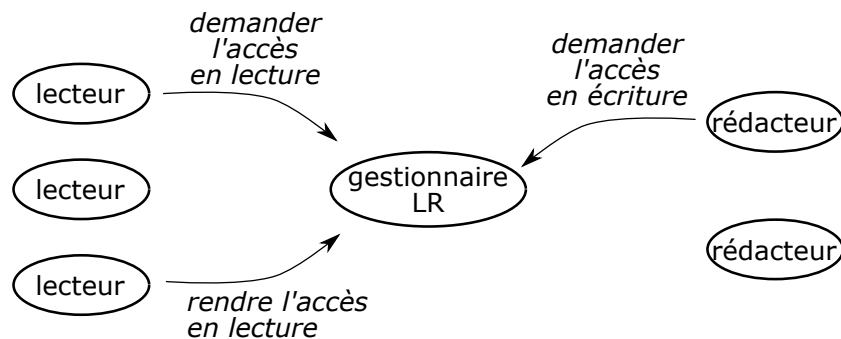 demander
l'accès
en lecture
lecteur
lecteur
lecteur
rendre l'accès
en lecture
gestionnaire
LR
demander
l'accès
en écriture
rédacteur
rédacteur